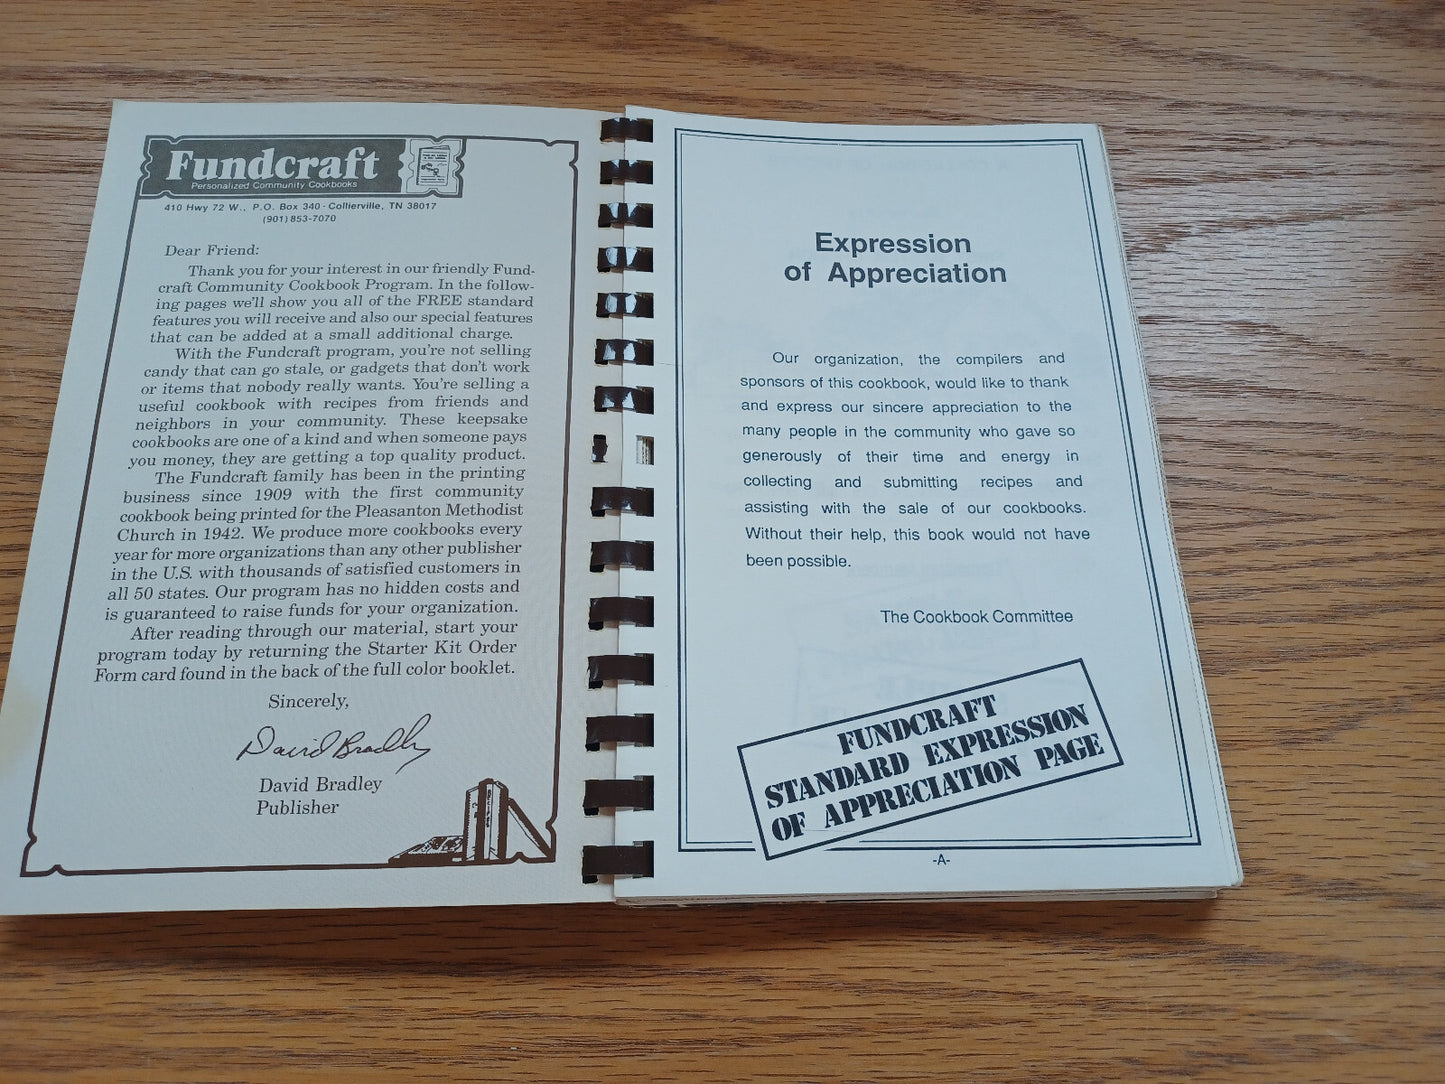 Fundcraft
Personalized Community Cookbooks
410 Hwy 72 W., P.O. Box 340 · Collierville, TN 38017
(901) 853-7070
Dear Friend:
Thank you for your interest in our friendly Fund-
craft Community Cookbook Program. In the follow-
ing pages we'll show you all of the FREE standard
features you will receive and also our special features
that can be added at a small additional charge.
With the Fundcraft program, you're not selling
candy that can go stale, or gadgets that don't work
or items that nobody really wants. You're selling a
useful cookbook with recipes from friends and
neighbors in your community. These keepsake
cookbooks are one of a kind and when someone pays
you money, they are getting a top quality product.
The Fundcraft family has been in the printing
business since 1909 with the first community
cookbook being printed for the Pleasanton Methodist
Church in 1942. We produce more cookbooks every
year for more organizations than any other publisher
in the U.S. with thousands of satisfied customers in
all 50 states. Our program has no hidden costs and
is guaranteed to raise funds for your organization.
After reading through our material, start your
program today by returning the Starter Kit Order
Form card found in the back of the full color booklet.
Sincerely,
David Bradley
David Bradley
Publisher
Expression
of Appreciation
Our organization, the compilers and
sponsors of this cookbook, would like to thank
and express our sincere appreciation to the
many people in the community who gave so
generously of their time and energy in
collecting and submitting recipes and
assisting with the sale of our cookbooks.
Without their help, this book would not have
been possible.
The Cookbook Committee
FUNDCRAFT
STANDARD EXPRESSION
OF APPRECIATION PAGE
-A-